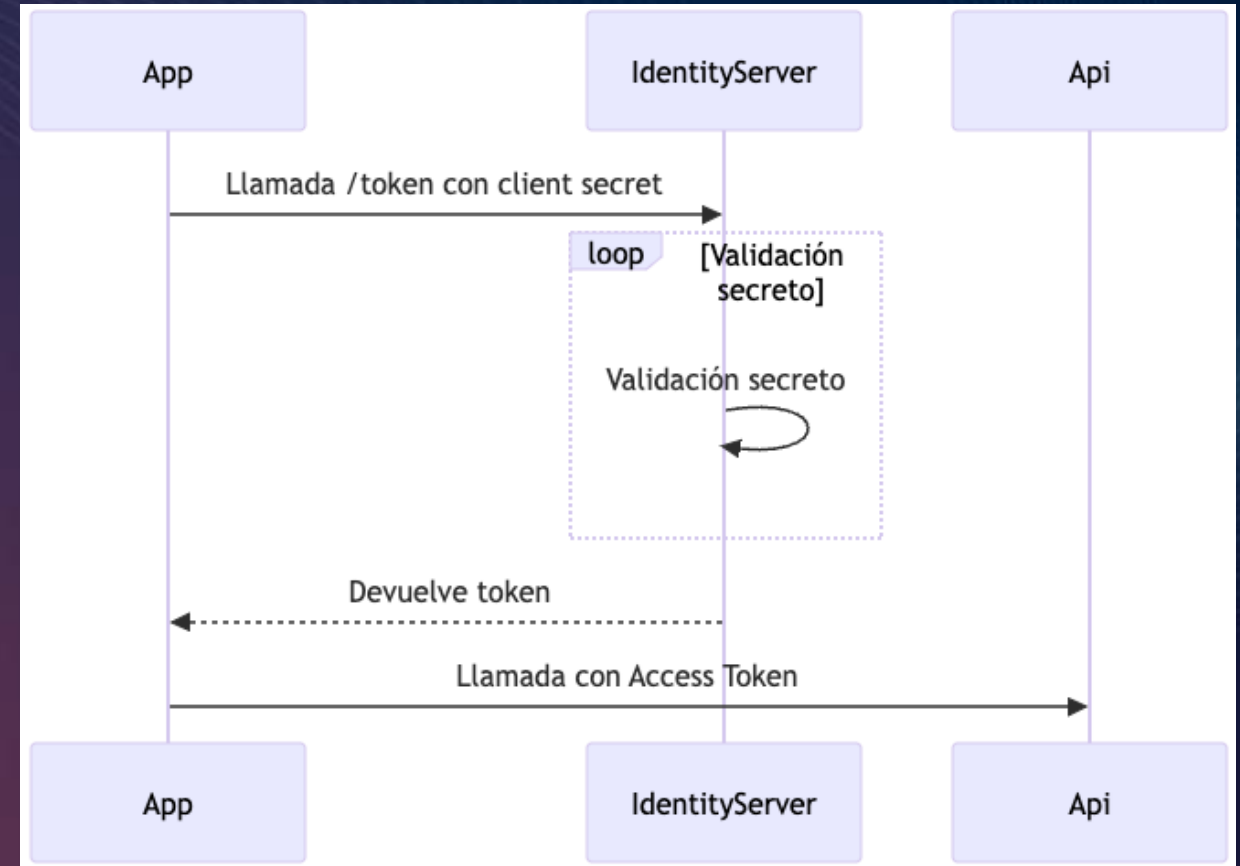 App
IdentityServer
Api
Llamada /token con client secret
loop
[Validación
secreto]
Validación secreto
Devuelve token
Llamada con Access Token
App
IdentityServer
Api